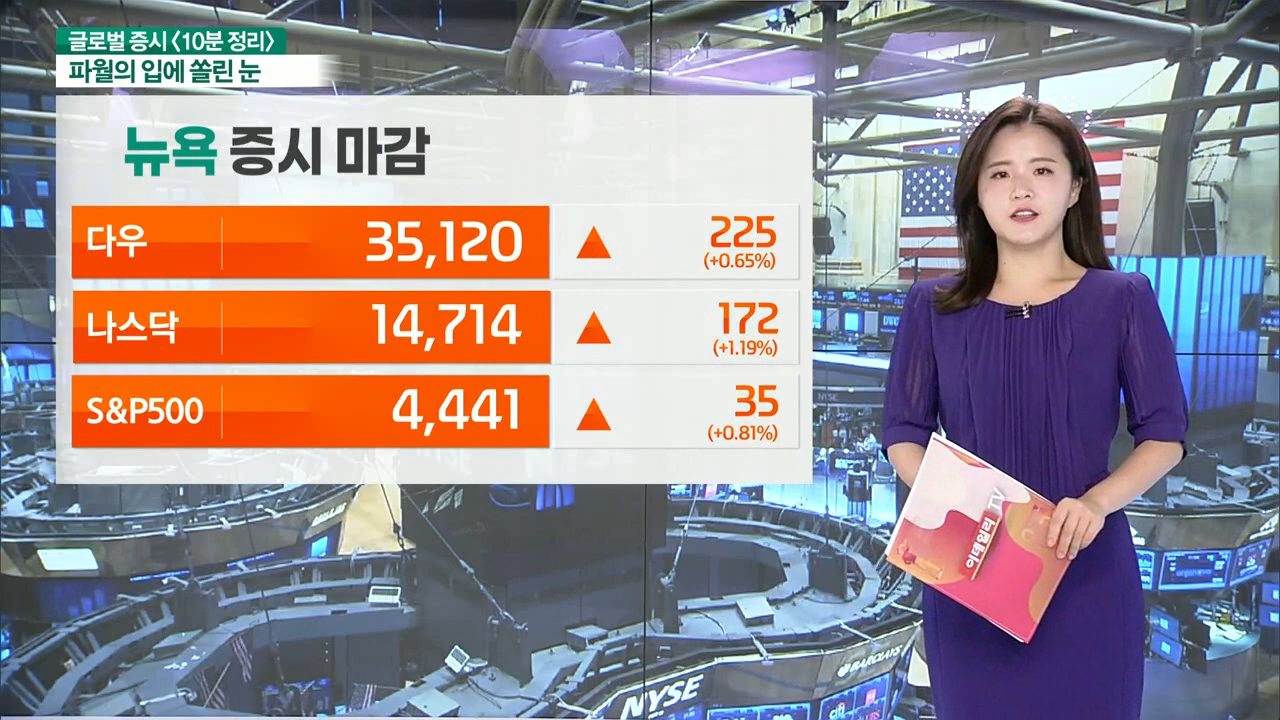 글로벌 증시 <10분 정리>
파월의 입에 쏠린 눈
뉴욕 증시 마감
다우 35,120 ▲ 225
(+0.65%)
나스닥 14,714 ▲ 172
(+1.19%)
S&P500 4,441 ▲ 35
(+0.81%)
이데일리 TV
NYSE
BARCLAYS
NYSE
citi